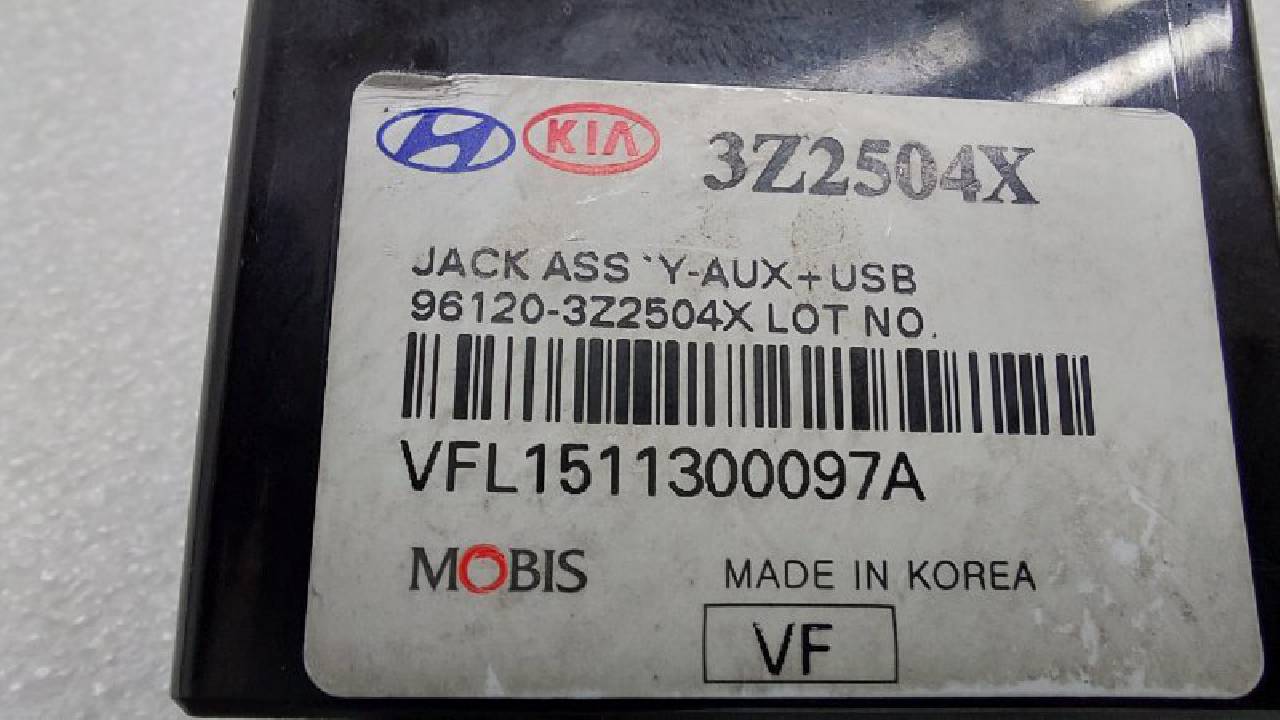 KIA 3Z2504X
JACK ASS`Y-AUX+USB
96120-3Z2504X LOT NO.
VFL1511300097A
MOBIS MADE IN KOREA
VF